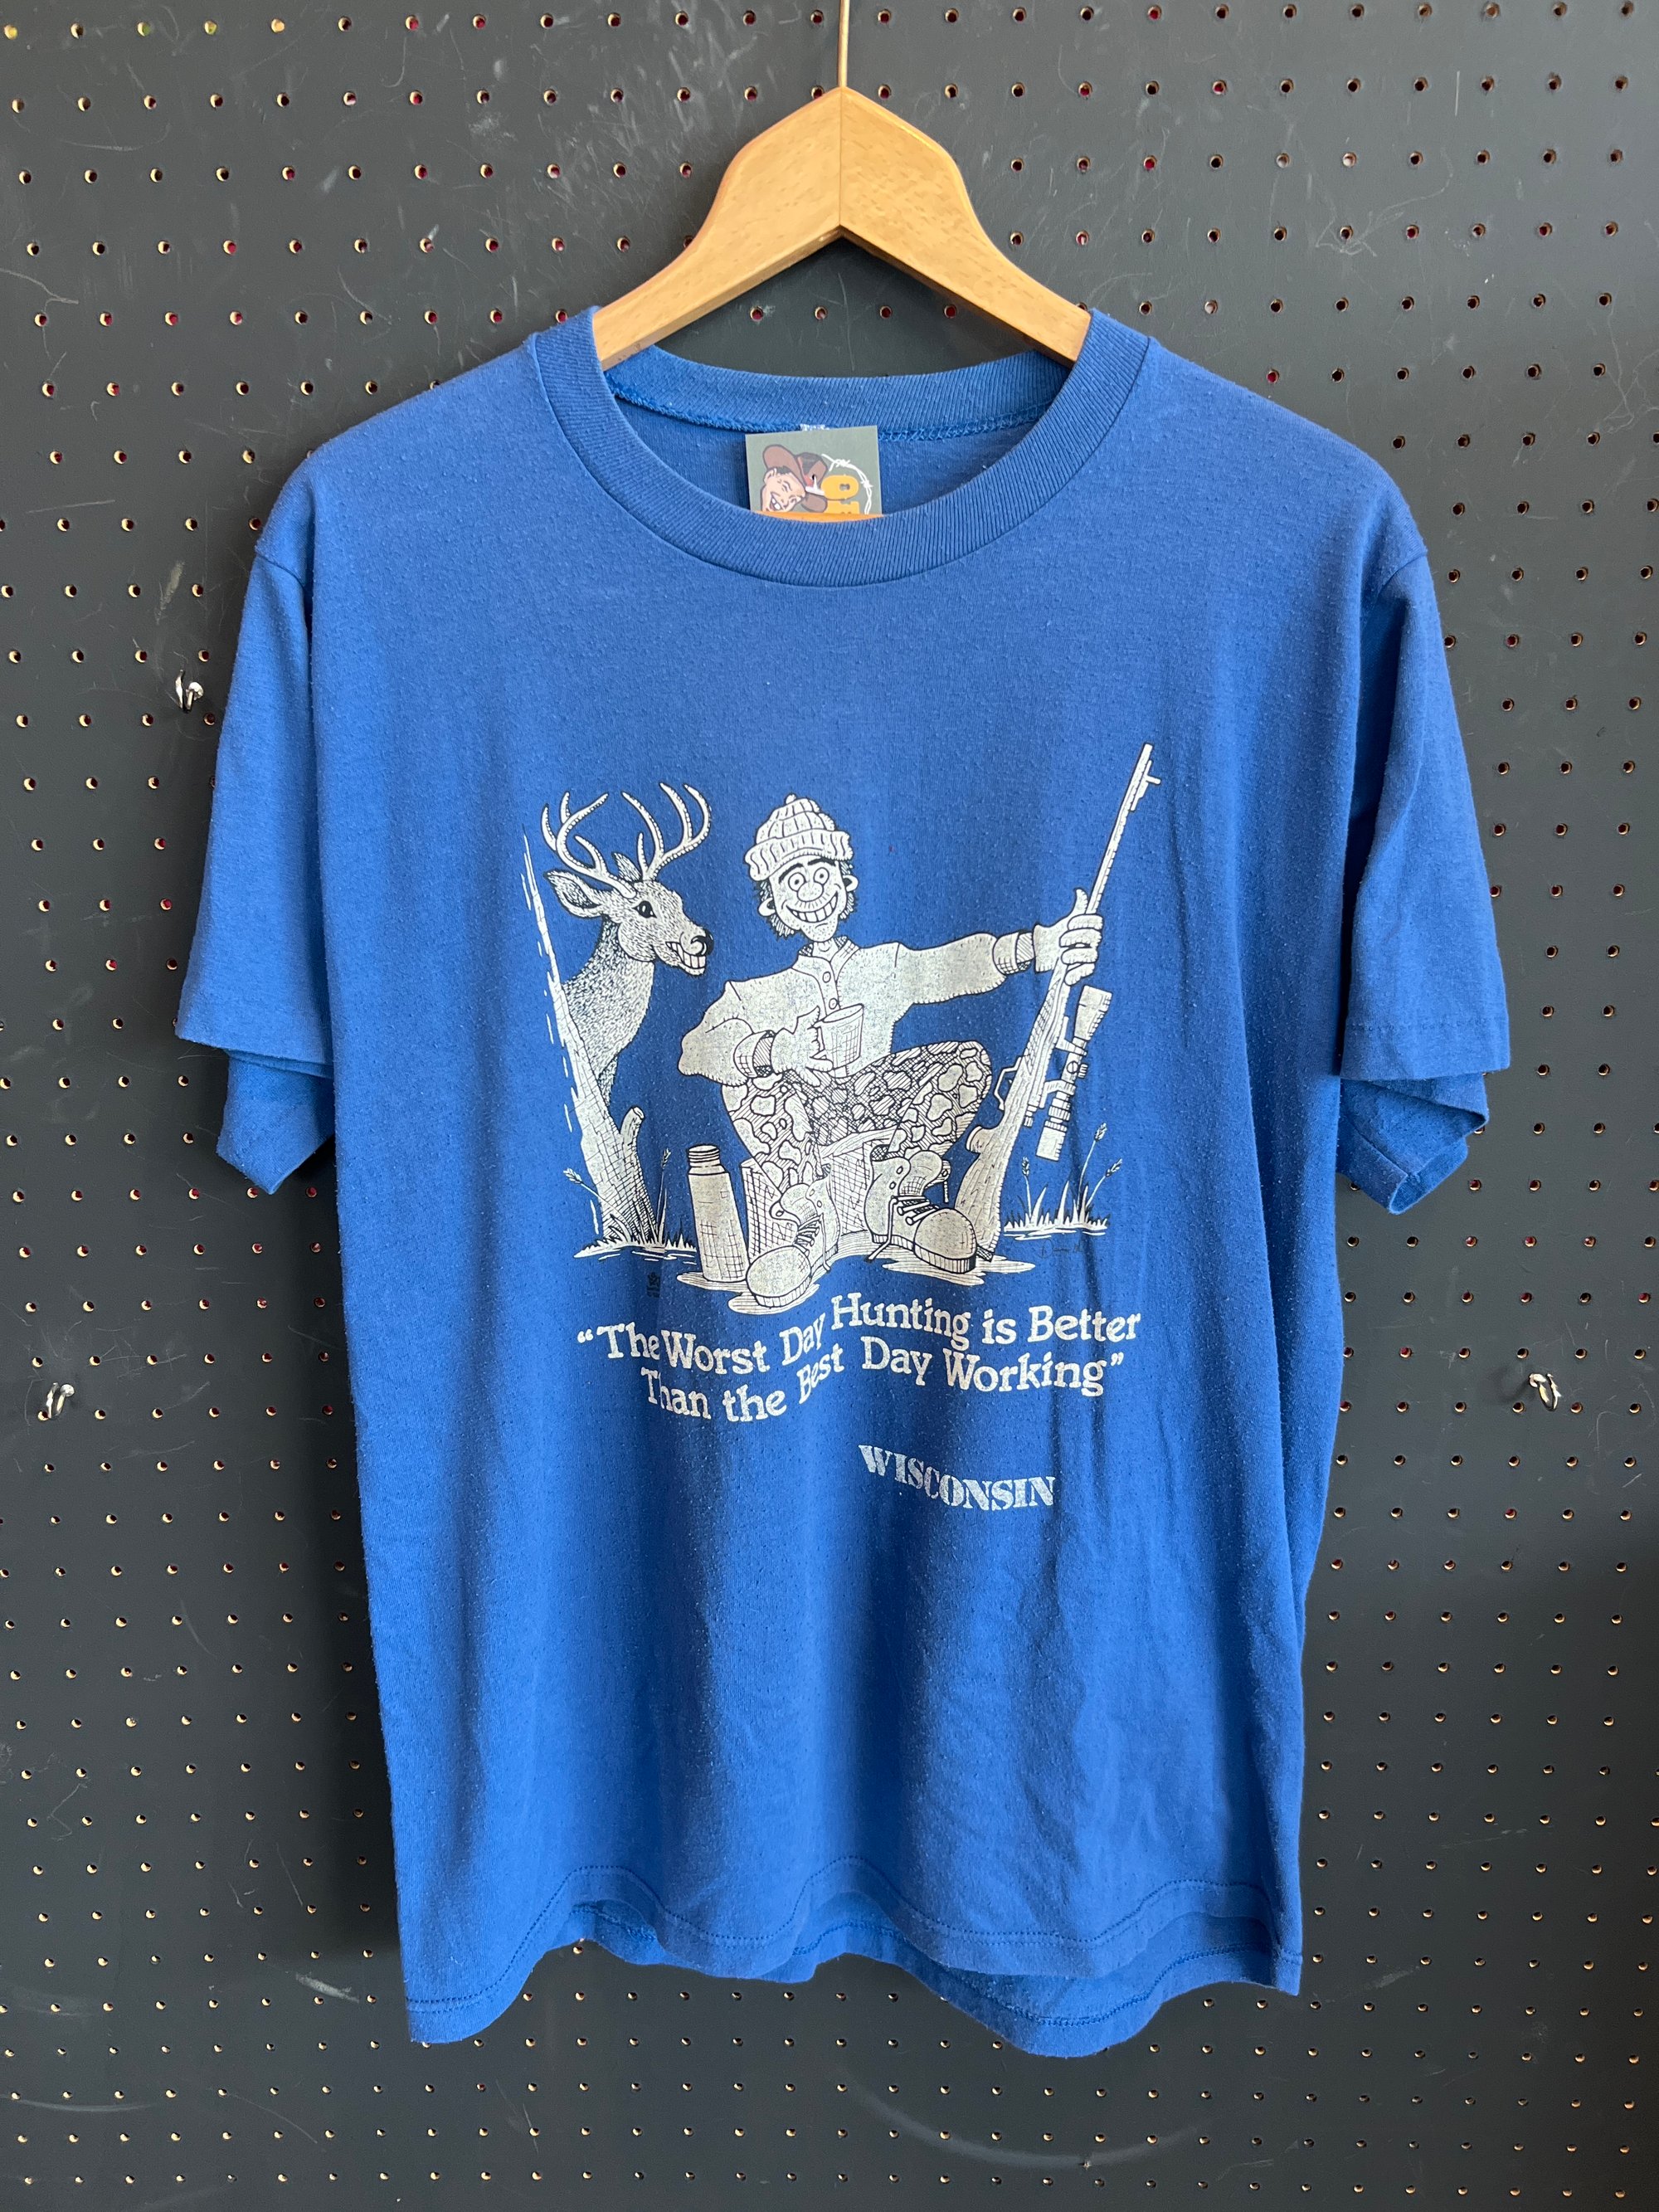 “The Worst Day Hunting is Better
Than the Best Day Working”
WISCONSIN